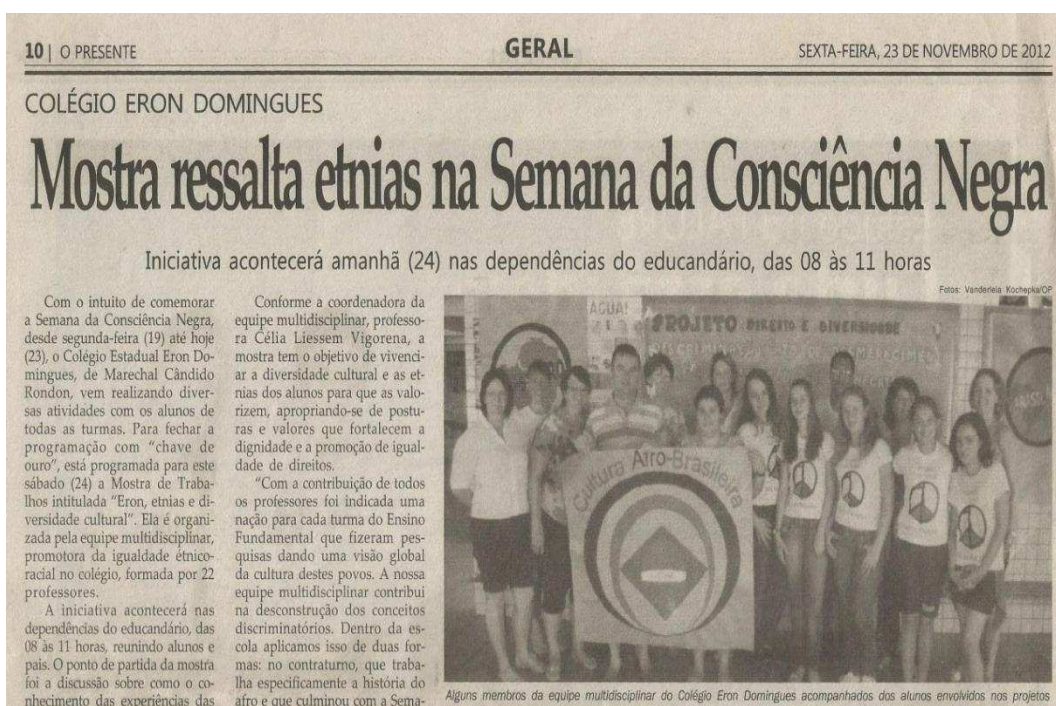 10 | O PRESENTE
GERAL
SEXTA-FEIRA, 23 DE NOVEMBRO DE 2012
COLÉGIO ERON DOMINGUES
Mostra ressalta etnias na Semana da Consciência Negra
Iniciativa acontecerá amanhã (24) nas dependências do educandário, das 08 às 11 horas
Com o intuito de comemorar
a Semana da Consciência Negra,
desde segunda-feira (19) até hoje
(23), o Colégio Estadual Eron Do-
mingues, de Marechal Cândido
Rondon, vem realizando diver-
sas atividades com os alunos de
todas as turmas. Para fechar a
programação com “chave de
ouro”, está programada para este
sábado (24) a Mostra de Traba-
lhos intitulada “Eron, etnias e di-
versidade cultural”. Ela é organi-
zada pela equipe multidisciplinar,
promotora da igualdade étnico-
racial no colégio, formada por 22
professores.
A iniciativa acontecerá nas
dependências do educandário, das
08 às 11 horas, reunindo alunos e
pais. O ponto de partida da mostra
foi a discussão sobre como o co-
nhecimento das experiências das
Conforme a coordenadora da
equipe multidisciplinar, professo-
ra Célia Liessem Vigorena, a
mostra tem o objetivo de vivenci-
ar a diversidade cultural e as et-
nias dos alunos para que as valo-
rizem, apropriando-se de postu-
ras e valores que fortalecem a
dignidade e a promoção de igual-
dade de direitos.
“Com a contribuição de todos
os professores foi indicada uma
nação para cada turma do Ensino
Fundamental que fizeram pes-
quisas dando uma visão global
da cultura destes povos. A nossa
equipe multidisciplinar contribui
na desconstrução dos conceitos
discriminatórios. Dentro da es-
cola aplicamos isso de duas for-
mas: no contraturno, que traba-
lha especificamente a história do
afro e que culminou com a Sema-
Fotos: Vanderleia Kochepka/OP
ÁGUA!
PROJETO DIREITO E DIVERSIDADE
Cultura Afro-Brasileira
Alguns membros da equipe multidisciplinar do Colégio Eron Domingues acompanhados dos alunos envolvidos nos projetos